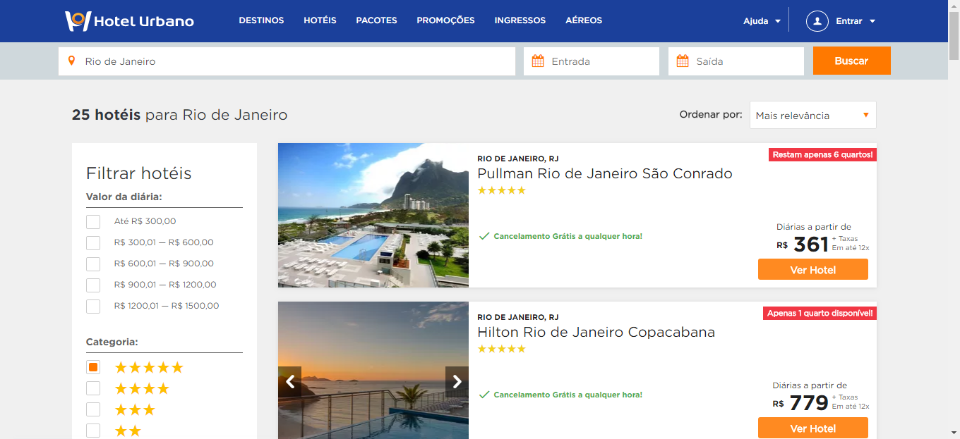 Hotel Urbano
DESTINOS HOTÉIS PACOTES PROMOÇÕES INGRESSOS AÉREOS
Ajuda
Entrar
Rio de Janeiro
Entrada
Saída
Buscar
25 hotéis para Rio de Janeiro
Ordenar por:
Mais relevância
Filtrar hotéis
Valor da diária:
Até R$ 300,00
R$ 300,01 — R$ 600,00
R$ 600,01 — R$ 900,00
R$ 900,01 — R$ 1200,00
R$ 1200,01 — R$ 1500,00
Categoria:
RIO DE JANEIRO, RJ
Restam apenas 6 quartos!
Pullman Rio de Janeiro São Conrado
Cancelamento Grátis a qualquer hora!
Diárias a partir de
R$ 361 + Taxas
Em até 12x
Ver Hotel
RIO DE JANEIRO, RJ
Apenas 1 quarto disponível!
Hilton Rio de Janeiro Copacabana
Cancelamento Grátis a qualquer hora!
Diárias a partir de
R$ 779 + Taxas
Em até 12x
Ver Hotel